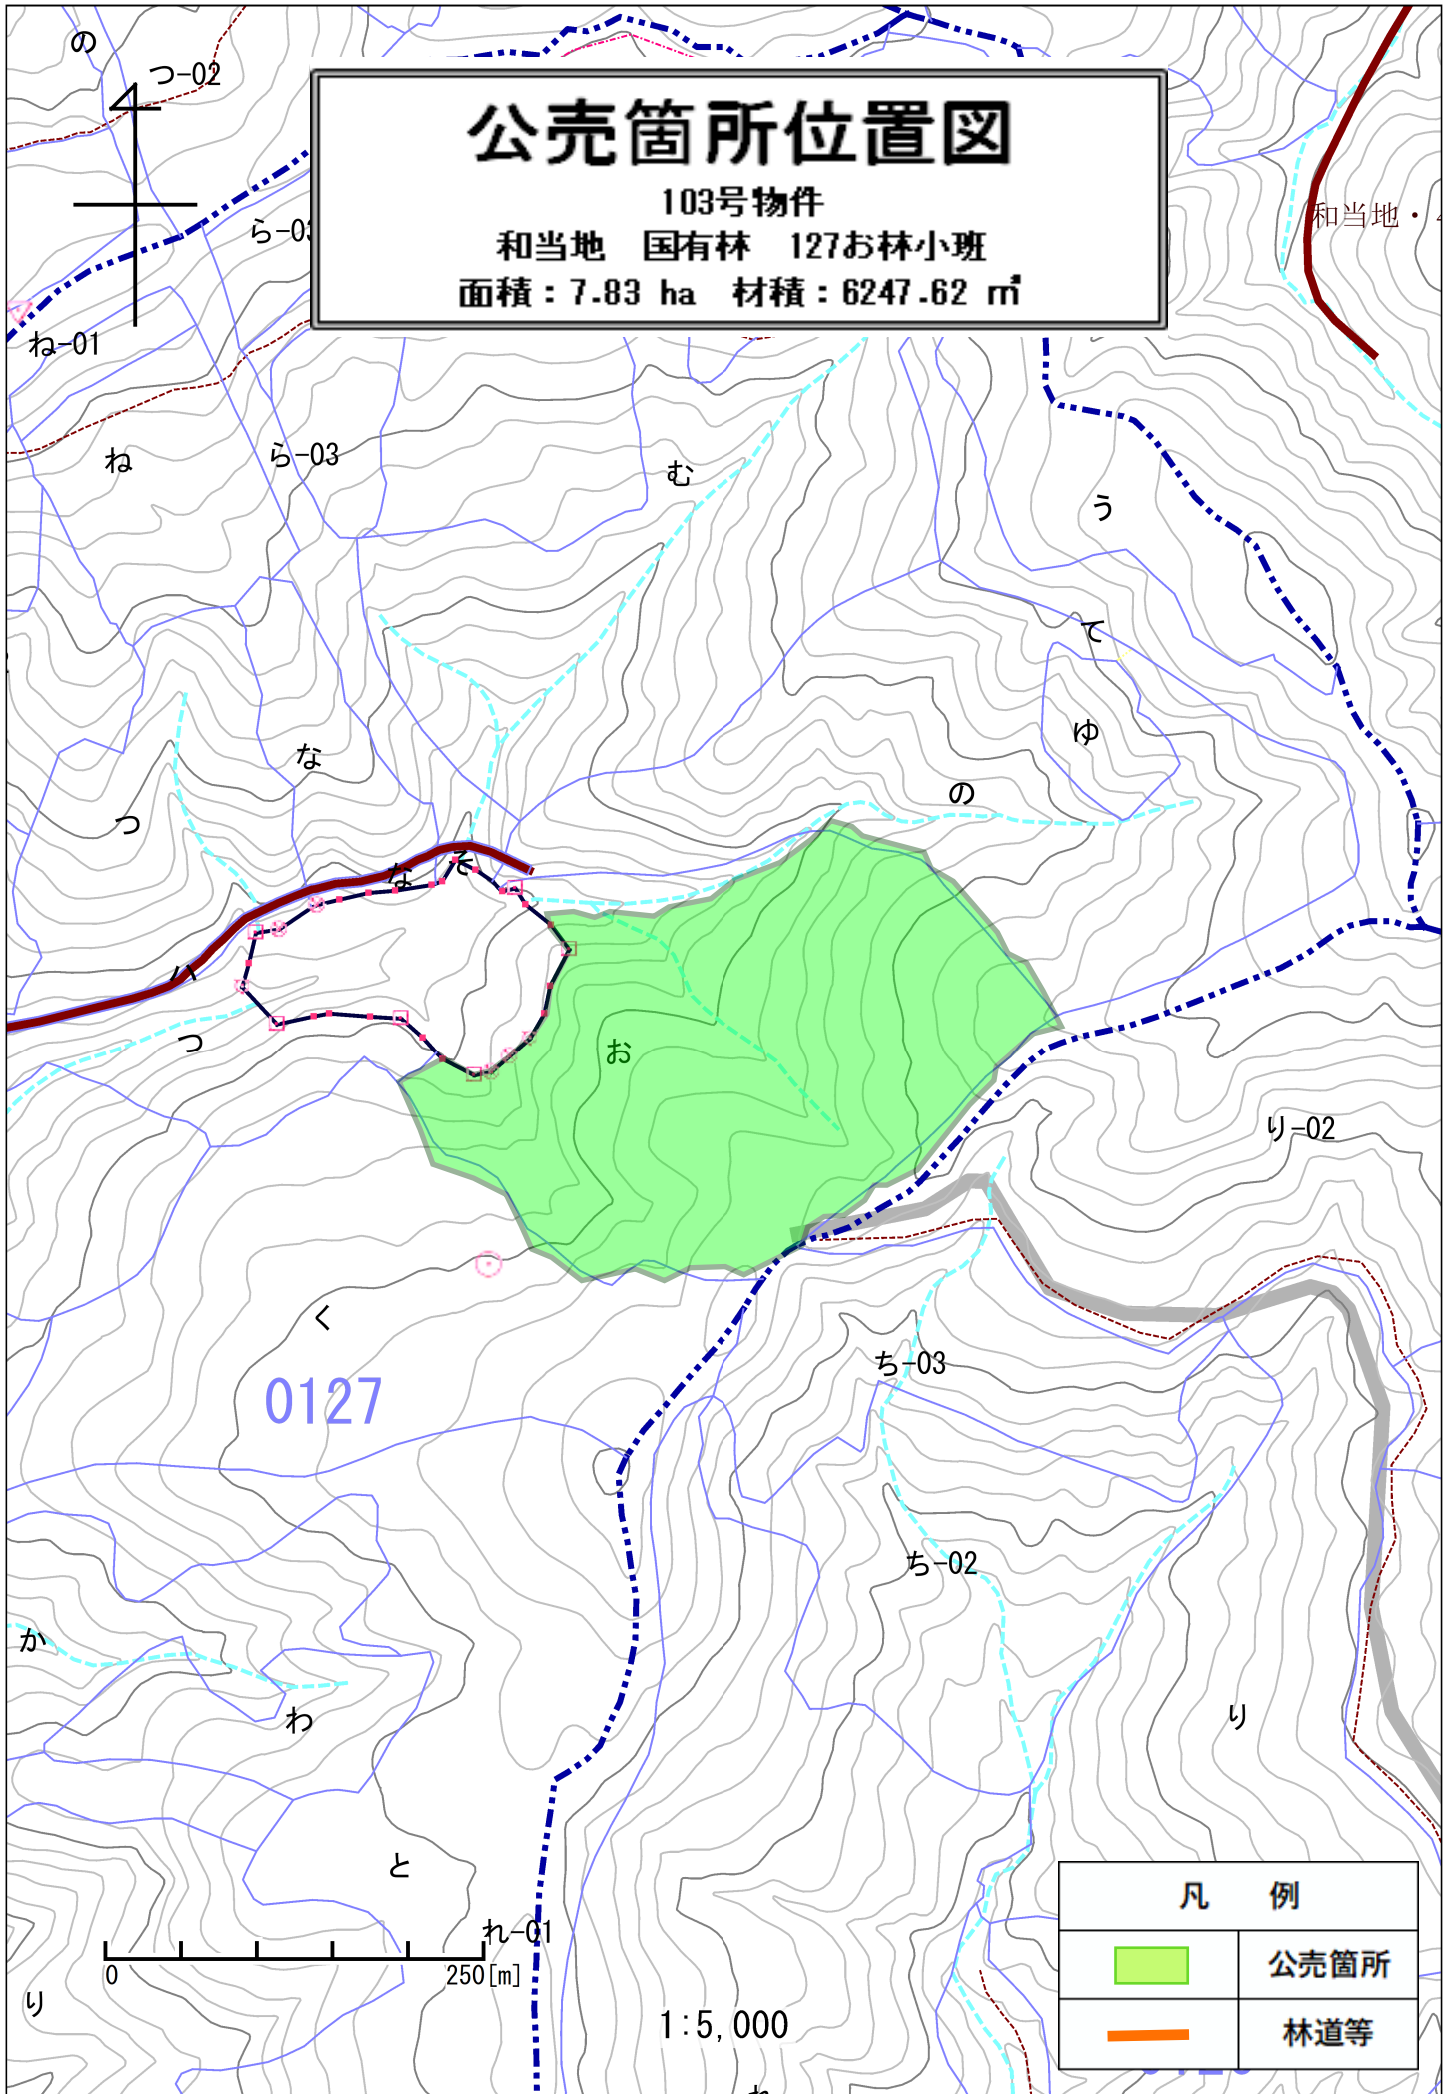 の
つ-02
公売箇所位置図
103号物件
和当地　国有林　127お林小班
面積：7.83 ha　材積：6247.62 ㎥
ら-03
和当地・
ね-01
ね
ら-03
む
う
て
ゆ
な
の
つ
そ
な
ハ
つ
お
り-02
く
ち-03
0127
ち-02
か
わ
り
と
れ-01
凡　例
公売箇所
林道等
0
250[m]
り
1:5,000